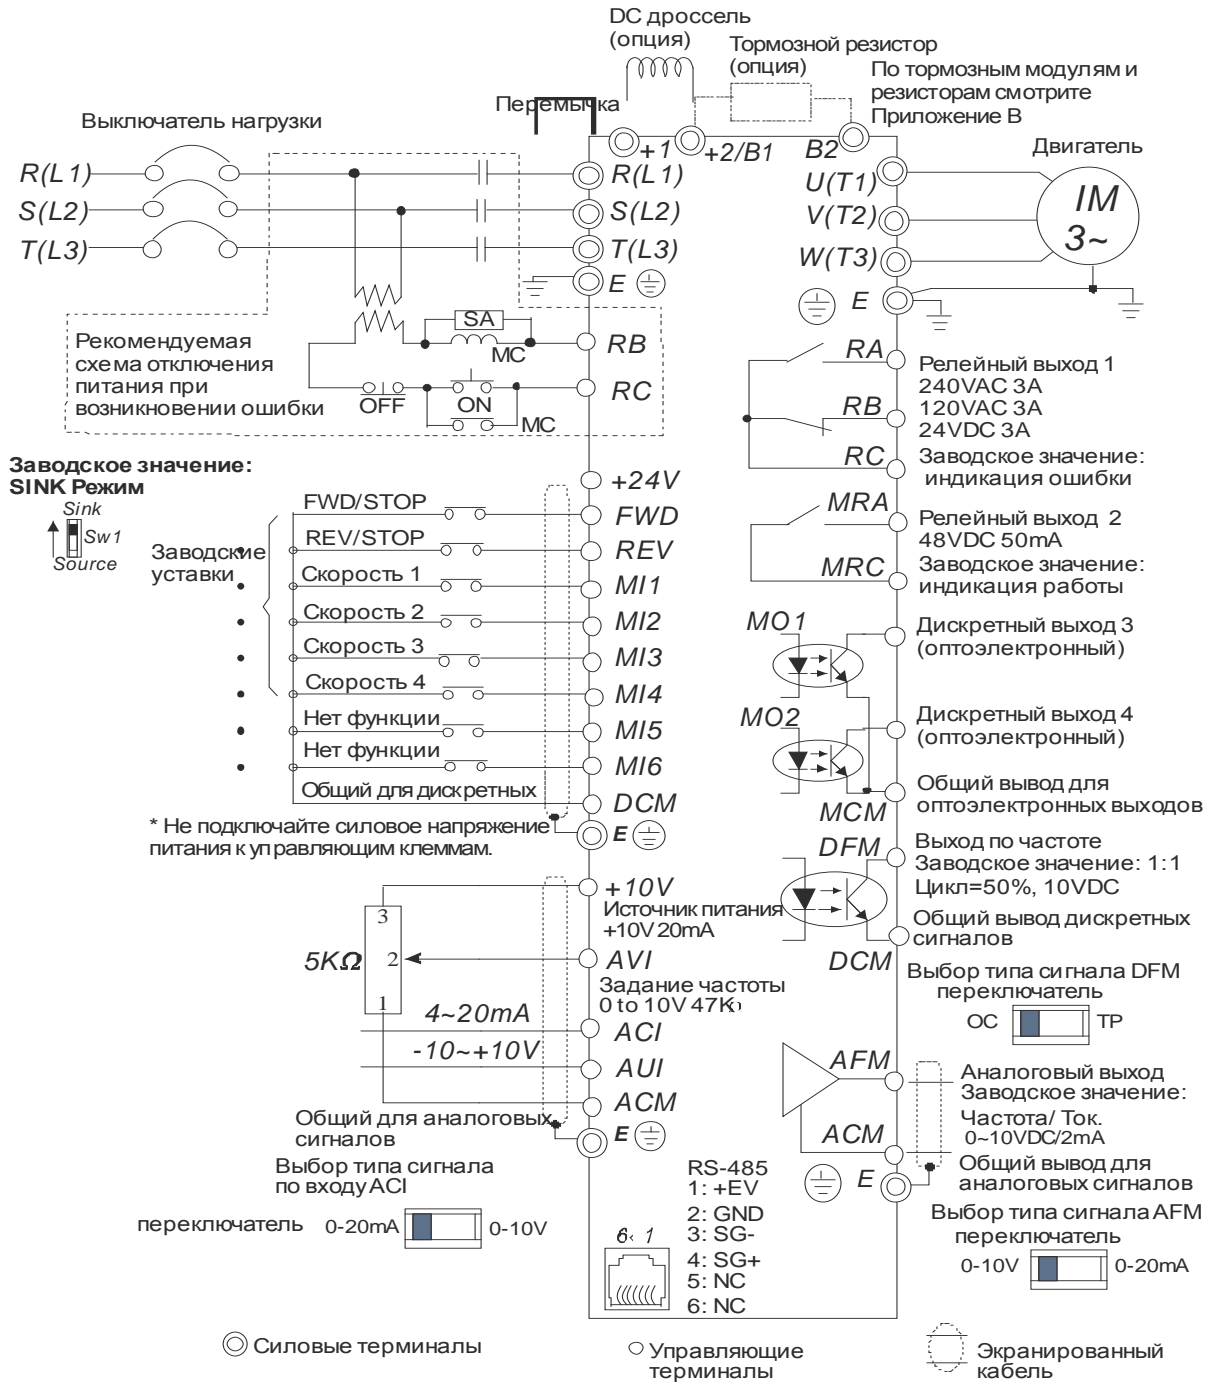 DC дроссель
(опция)
Тормозной резистор
(опция)
По тормозным модулям и
резисторам смотрите
Приложение В
Перемычка
Выключатель нагрузки
+1
+2/B1
B2
Двигатель
R(L1)
R(L1)
U(T1)
IM
3~
S(L2)
S(L2)
V(T2)
T(L3)
T(L3)
W(T3)
E
E
Рекомендуемая
схема отключения
питания при
возникновении ошибки
SA
MC
RB
OFF
ON
MC
RC
RA
RB
RC
Релейный выход 1
240VAC 3A
120VAC 3A
24VDC 3A
Заводское значение:
индикация ошибки
Заводское значение:
SINK Режим
Sink
Sw1
Source
Заводские
уставки
+24V
FWD/STOP
FWD
REV/STOP
REV
Скорость 1
MI1
Скорость 2
MI2
Скорость 3
MI3
Скорость 4
MI4
Нет функции
MI5
Нет функции
MI6
Общий для дискретных
DCM
E
* Не подключайте силовое напряжение
питания к управляющим клеммам.
MRA
MRC
Релейный выход 2
48VDC 50mA
Заводское значение:
индикация работы
MO1
Дискретный выход 3
(оптоэлектронный)
MO2
Дискретный выход 4
(оптоэлектронный)
MCM
Общий вывод для
оптоэлектронных выходов
DFM
Выход по частоте
Заводское значение: 1:1
Цикл=50%, 10VDC
DCM
Общий вывод дискретных
сигналов
Выбор типа сигнала DFM
переключатель
OC
TP
+10V
Источник питания
+10V 20mA
3
5KΩ
2
1
AVI
Задание частоты
0 to 10V 47K
4~20mA
ACI
-10~+10V
AUI
ACM
Общий для аналоговых
сигналов
E
AFM
Аналоговый выход
Заводское значение:
Частота/ Ток.
0~10VDC/2mA
ACM
E
Общий вывод для
аналоговых сигналов
Выбор типа сигнала
по входу ACI
переключатель
0-20mA
0-10V
RS-485
1: +EV
2: GND
3: SG-
4: SG+
5: NC
6: NC
6‹ 1
Выбор типа сигнала AFM
переключатель
0-10V
0-20mA
Силовые терминалы
Управляющие
терминалы
Экранированный
кабель